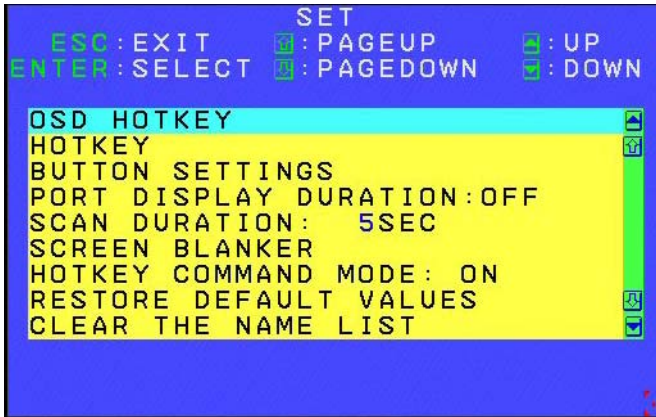 SET
ESC:EXIT ⇧:PAGEUP ▲:UP
ENTER:SELECT ⇩:PAGEDOWN ▼:DOWN
OSD HOTKEY
HOTKEY
BUTTON SETTINGS
PORT DISPLAY DURATION:OFF
SCAN DURATION: 5SEC
SCREEN BLANKER
HOTKEY COMMAND MODE: ON
RESTORE DEFAULT VALUES
CLEAR THE NAME LIST